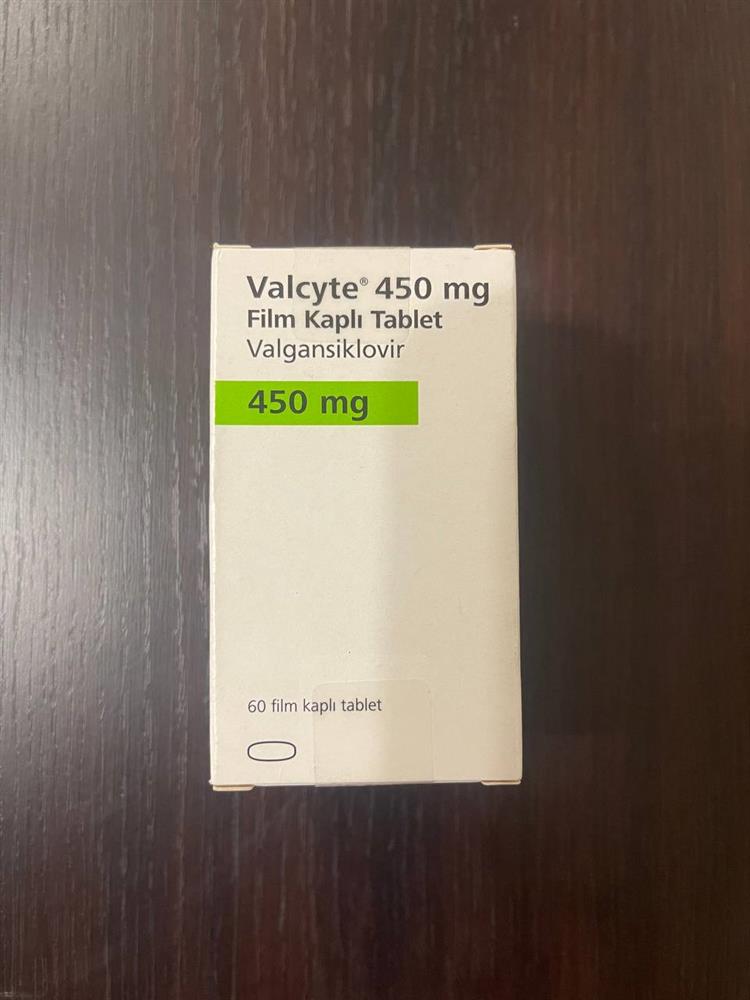 Valcyte® 450 mg
Film Kaplı Tablet
Valgansiklovir
450 mg
60 film kaplı tablet